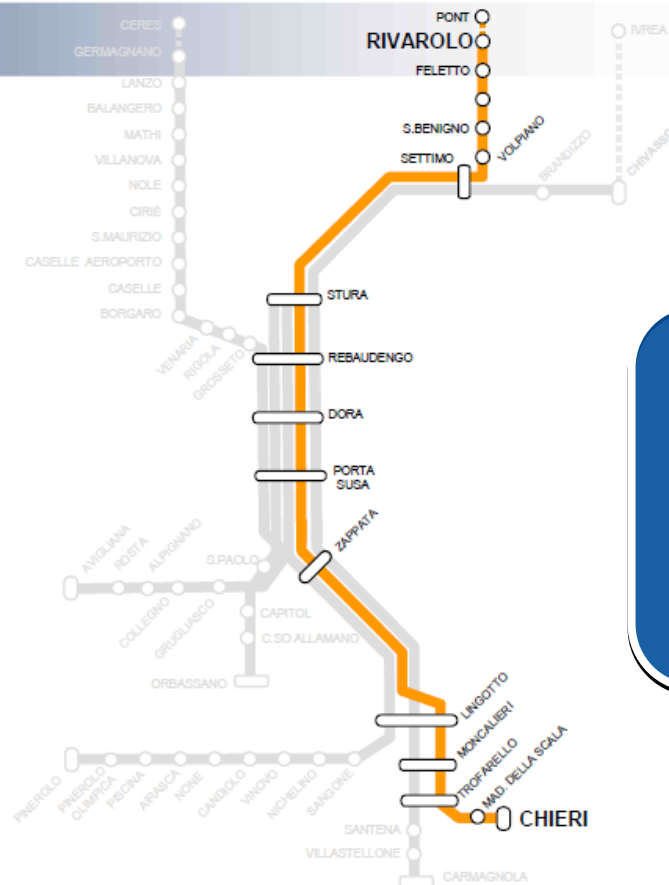 PONT
RIVAROLO
FELETTO
S.BENIGNO
VOLPIANO
SETTIMO
BRANDIZZO
CHIVASSO
IVREA
CERES
GERMAGNANO
LANZO
BALANGERO
MATHI
VILLANOVA
NOLE
CIRIÈ
S.MAURIZIO
CASELLE AEROPORTO
CASELLE
BORGARO
VENARIA
RIGOLA
GROSSETO
STURA
REBAUDENGO
DORA
PORTA
SUSA
ZAPPATA
AVIGLIANA
ROSTA
ALPIGNANO
COLLEGNO
GRUGLIASCO
S.PAOLO
CAPITOL
C.SO ALLAMANO
ORBASSANO
LINGOTTO
MONCALIERI
TROFARELLO
MAD. DELLA SCALA
CHIERI
PINEROLO
PINEROLO
OLIMPICA
PISCINA
AIRASCA
NONE
CANDIOLO
VINOVO
NICHELINO
SANGONE
SANTENA
VILLASTELLONE
CARMAGNOLA